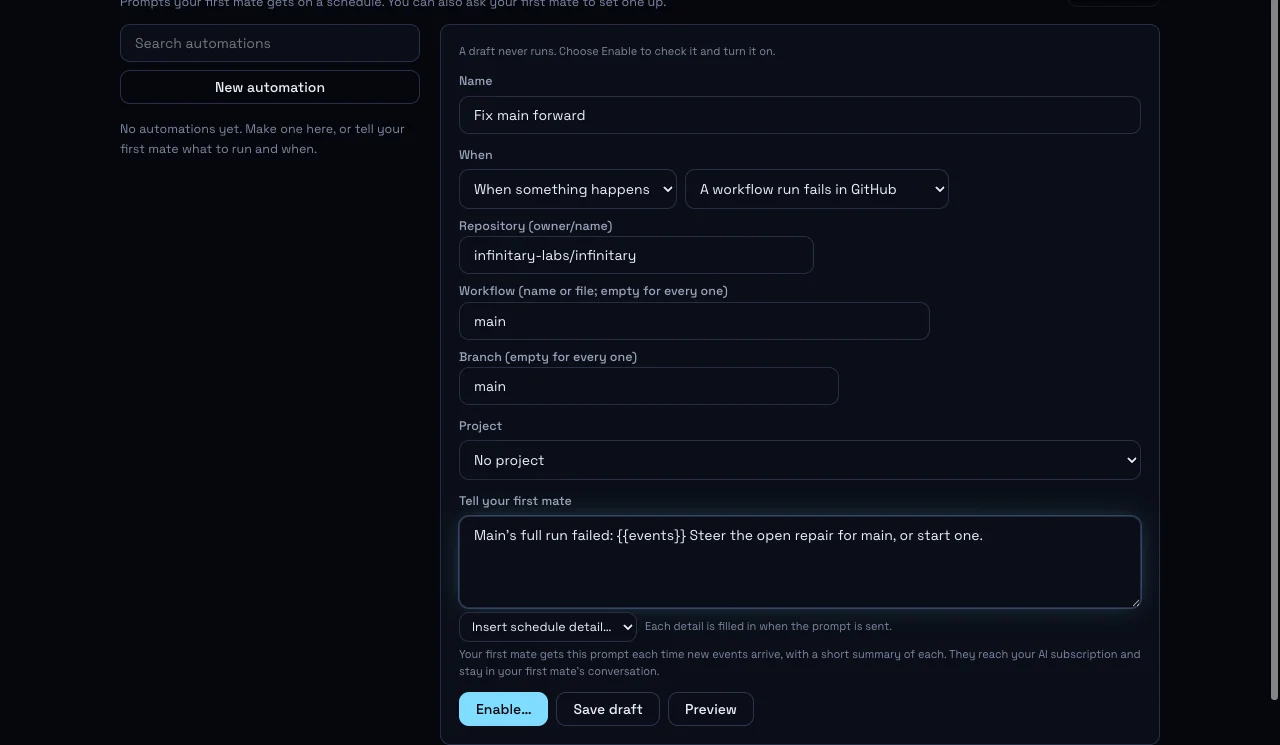 Prompts your first mate gets on a schedule. You can also ask your first mate to set one up.
Search automations
New automation
No automations yet. Make one here, or tell your
first mate what to run and when.
A draft never runs. Choose Enable to check it and turn it on.
Name
Fix main forward
When
When something happens
A workflow run fails in GitHub
Repository (owner/name)
infinitary-labs/infinitary
Workflow (name or file; empty for every one)
main
Branch (empty for every one)
main
Project
No project
Tell your first mate
Main's full run failed: {{events}} Steer the open repair for main, or start one.
Insert schedule detail...
Each detail is filled in when the prompt is sent.
Your first mate gets this prompt each time new events arrive, with a short summary of each. They reach your AI subscription and
stay in your first mate's conversation.
Enable...
Save draft
Preview